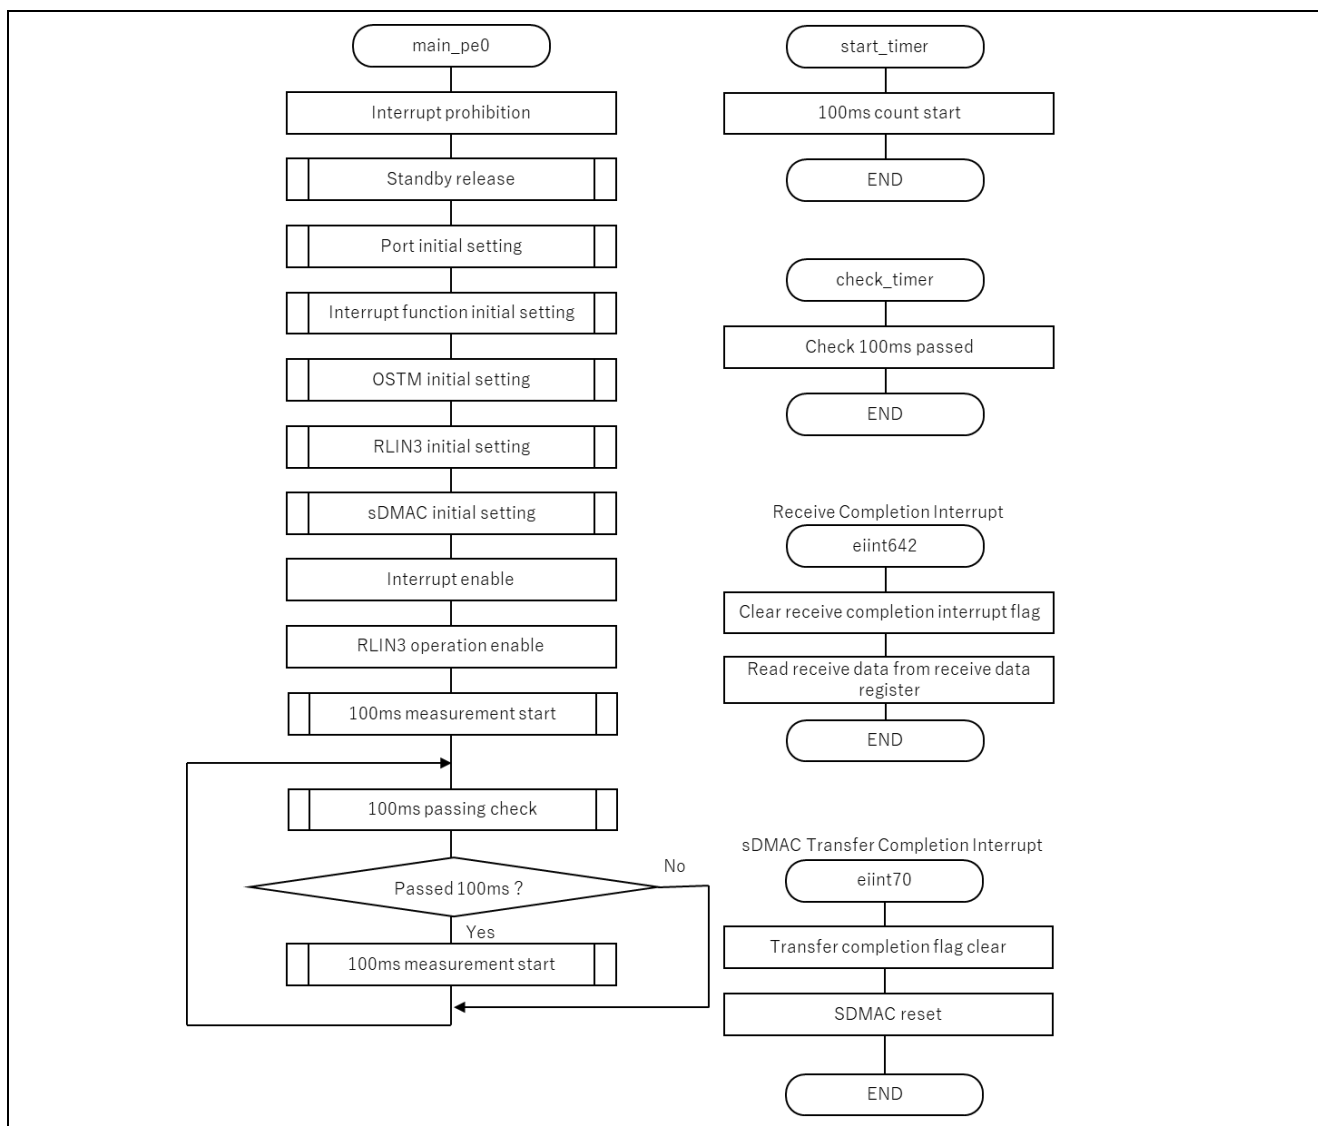 main_pe0
Interrupt prohibition
Standby release
Port initial setting
Interrupt function initial setting
OSTM initial setting
RLIN3 initial setting
sDMAC initial setting
Interrupt enable
RLIN3 operation enable
100ms measurement start
100ms passing check
Passed 100ms ?
No
Yes
100ms measurement start
start_timer
100ms count start
END
check_timer
Check 100ms passed
END
Receive Completion Interrupt
eiint642
Clear receive completion interrupt flag
Read receive data from receive data
register
END
sDMAC Transfer Completion Interrupt
eiint70
Transfer completion flag clear
SDMAC reset
END